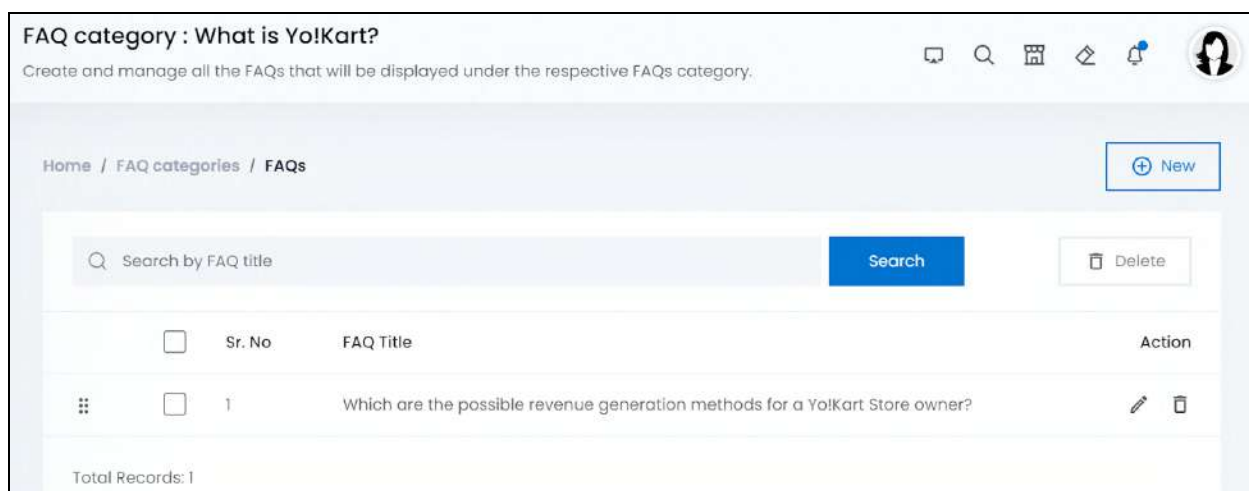 FAQ category : What is Yo!Kart?
Create and manage all the FAQs that will be displayed under the respective FAQs category.
Home / FAQ categories / FAQs
New
Search by FAQ title
Search
Delete
Sr. No FAQ Title Action
1 Which are the possible revenue generation methods for a Yo!Kart Store owner?
Total Records: 1